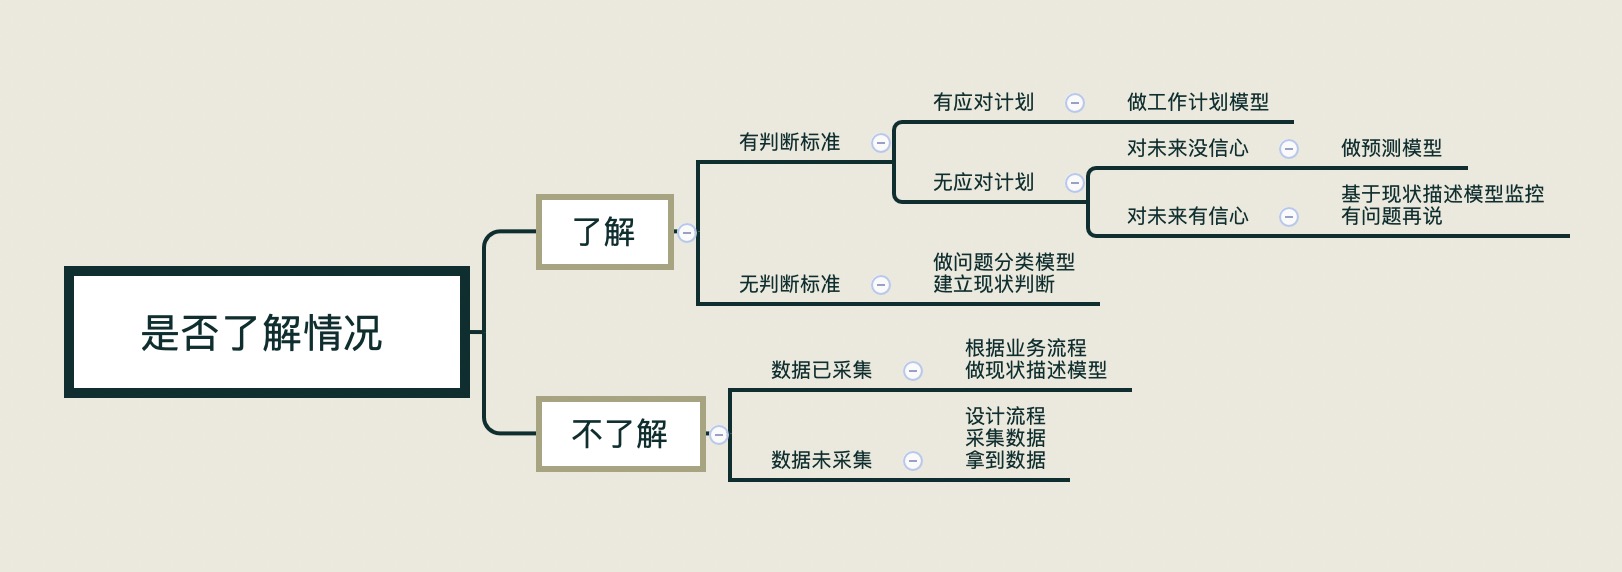 是否了解情况
了解
有判断标准
有应对计划
做工作计划模型
无应对计划
对未来没信心
做预测模型
对未来有信心
基于现状描述模型监控
有问题再说
无判断标准
做问题分类模型
建立现状判断
不了解
数据已采集
根据业务流程
做现状描述模型
数据未采集
设计流程
采集数据
拿到数据